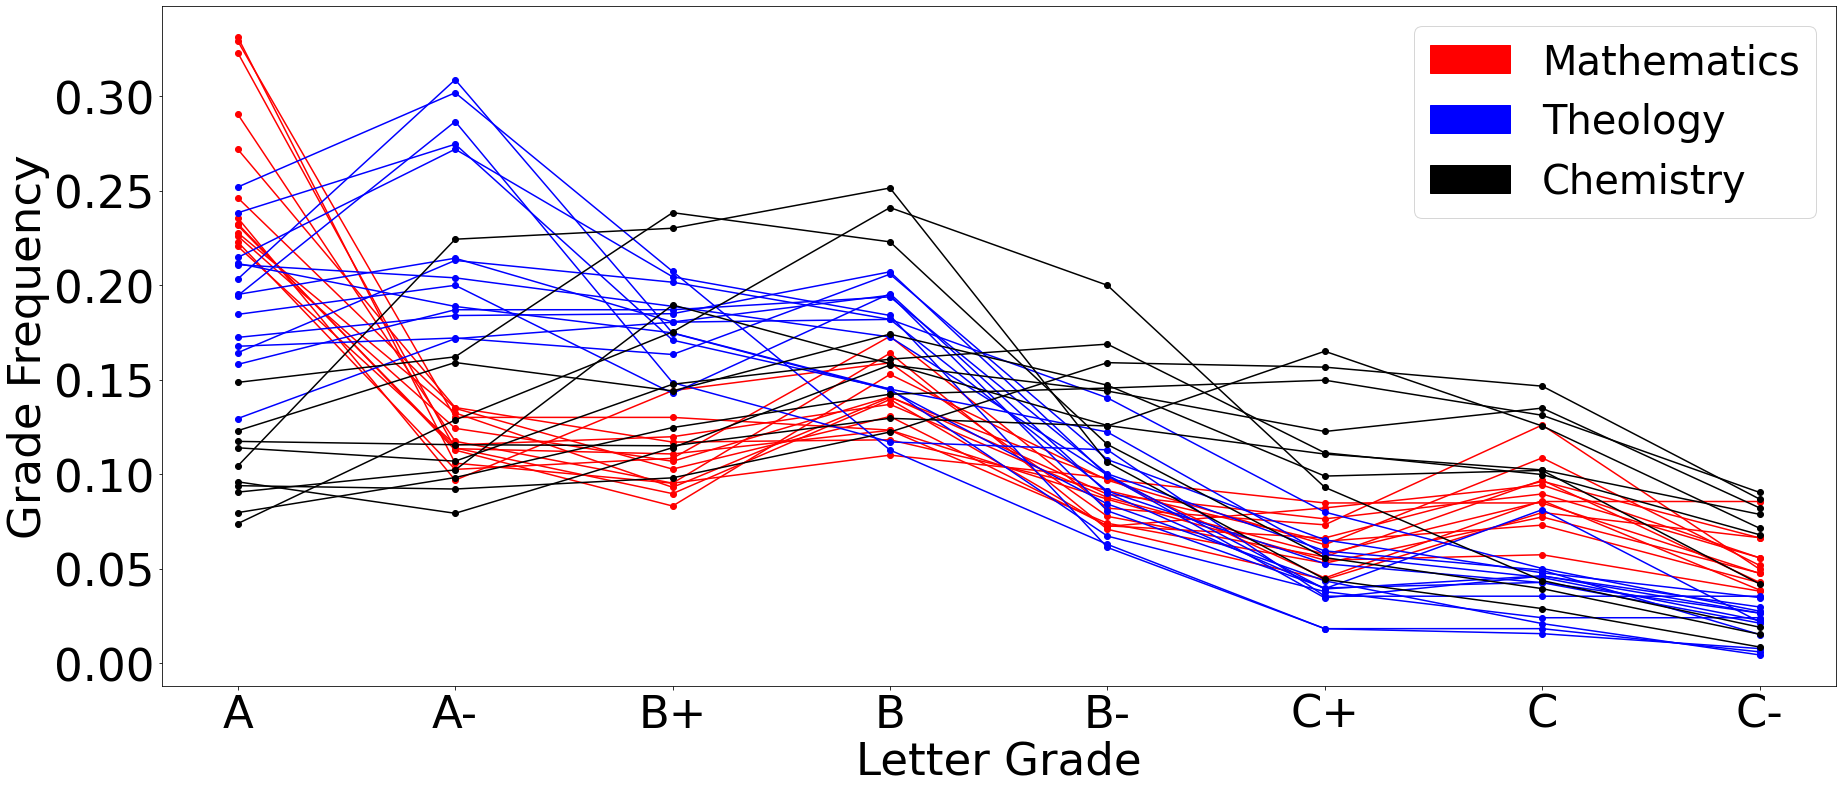 Mathematics
Theology
Chemistry
Grade Frequency
0.30
0.25
0.20
0.15
0.10
0.05
0.00
A A- B+ B B- C+ C C-
Letter Grade